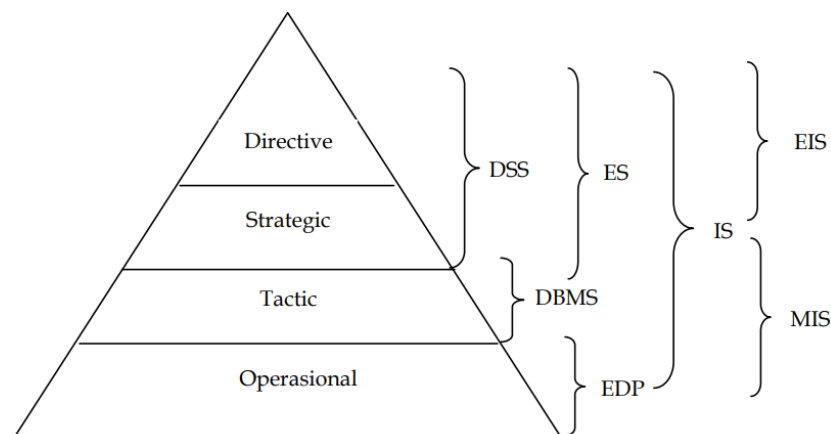 Directive
Strategic
Tactic
Operasional
DSS
DBMS
EDP
ES
IS
EIS
MIS